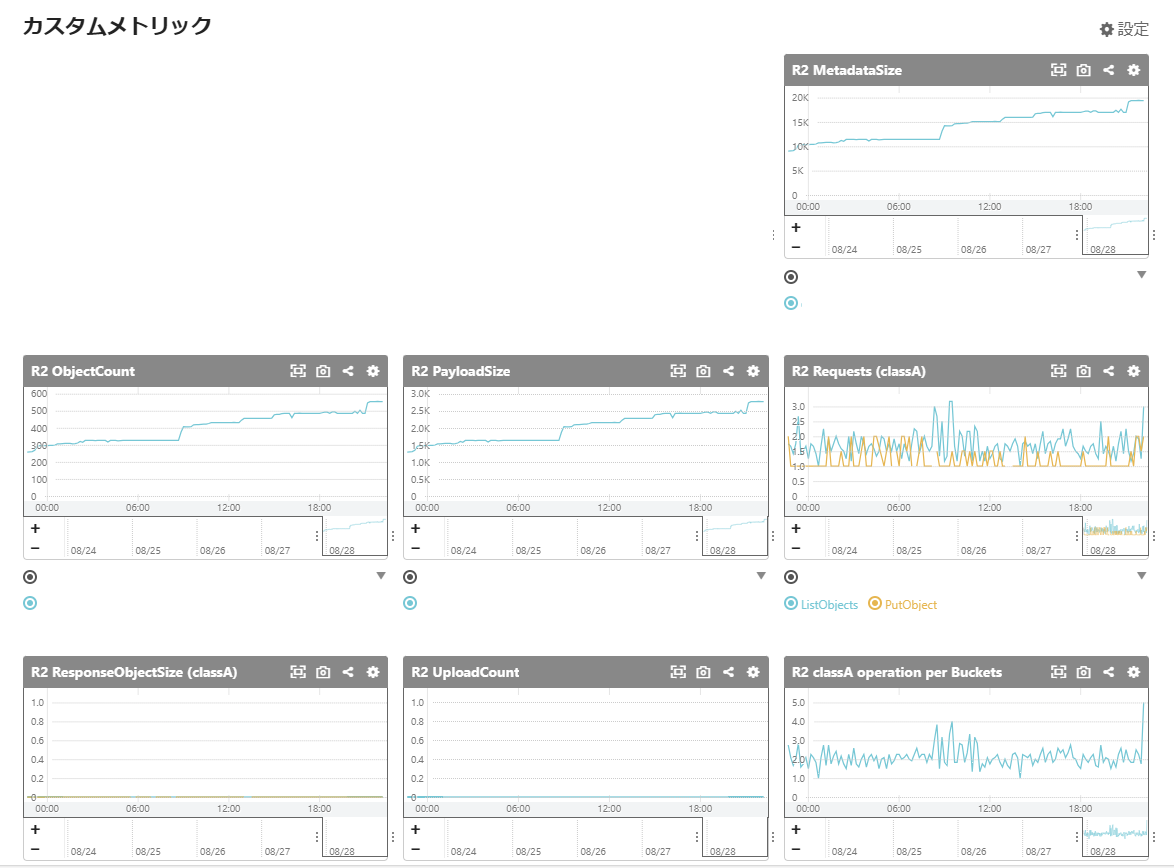 カスタムメトリック
設定
R2 MetadataSize
20K
15K
10K
5K
0
00:00 06:00 12:00 18:00
+
−
08/24 08/25 08/26 08/27 08/28
R2 ObjectCount
600
500
400
300
200
100
0
00:00 06:00 12:00 18:00
+
−
08/24 08/25 08/26 08/27 08/28
R2 PayloadSize
3.0K
2.5K
2.0K
1.5K
1.0K
0.5K
0
00:00 06:00 12:00 18:00
+
−
08/24 08/25 08/26 08/27 08/28
R2 Requests (classA)
3.0
2.5
2.0
1.5
1.0
0.5
0
00:00 06:00 12:00 18:00
+
−
08/24 08/25 08/26 08/27 08/28
ListObjects PutObject
R2 ResponseObjectSize (classA)
1.0
0.8
0.6
0.4
0.2
0
00:00 06:00 12:00 18:00
+
−
08/24 08/25 08/26 08/27 08/28
R2 UploadCount
1.0
0.8
0.6
0.4
0.2
0
00:00 06:00 12:00 18:00
+
−
08/24 08/25 08/26 08/27 08/28
R2 classA operation per Buckets
5.0
4.0
3.0
2.0
1.0
0
00:00 06:00 12:00 18:00
+
−
08/24 08/25 08/26 08/27 08/28